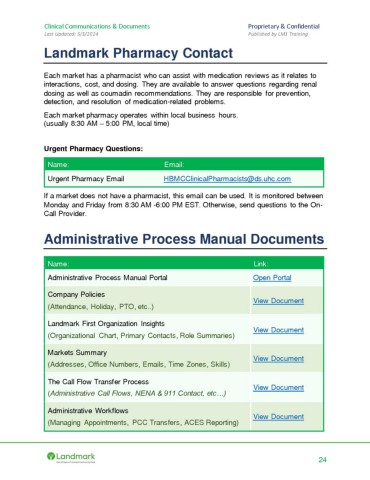 Clinical Communications & Documents Proprietary & Confidential
Last Updated: 5/3/2024 Published by LM1 Training
Landmark Pharmacy Contact
Each market has a pharmacist who can assist with medication reviews as it relates to
interactions, cost, and dosing. They are available to answer questions regarding renal
dosing as well as coumadin recommendations. They are responsible for prevention,
detection, and resolution of medication-related problems.
Each market pharmacy operates within local business hours.
(usually 8:30 AM – 5:00 PM, local time)
Urgent Pharmacy Questions:
Name: Email:
Urgent Pharmacy Email HBMCClinicalPharmacists@ds.uhc.com
If a market does not have a pharmacist, this email can be used. It is monitored between
Monday and Friday from 8:30 AM -6:00 PM EST. Otherwise, send questions to the On-
Call Provider.
Administrative Process Manual Documents
Name: Link:
Administrative Process Manual Portal Open Portal
Company Policies
(Attendance, Holiday, PTO, etc..) View Document
Landmark First Organization Insights
(Organizational Chart, Primary Contacts, Role Summaries) View Document
Markets Summary
(Addresses, Office Numbers, Emails, Time Zones, Skills) View Document
The Call Flow Transfer Process
(Administrative Call Flows, NENA & 911 Contact, etc…) View Document
Administrative Workflows
(Managing Appointments, PCC Transfers, ACES Reporting) View Document
Landmark
24